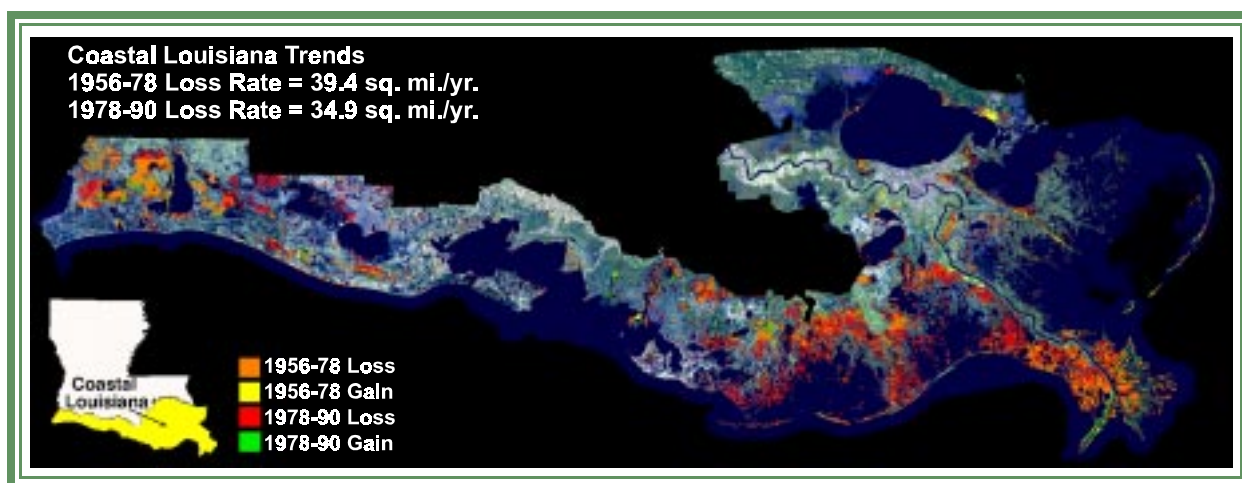 Coastal Louisiana Trends
1956-78 Loss Rate = 39.4 sq. mi./yr.
1978-90 Loss Rate = 34.9 sq. mi./yr.
Coastal
Louisiana
1956-78 Loss
1956-78 Gain
1978-90 Loss
1978-90 Gain